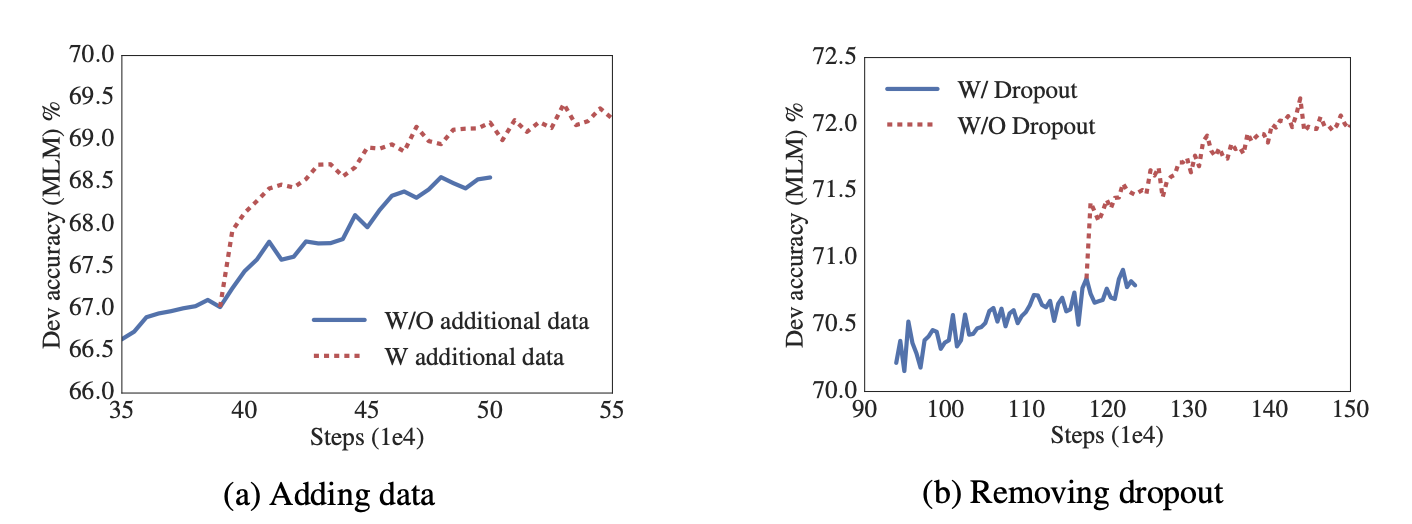 70.0
69.5
69.0
68.5
68.0
67.5
67.0
66.5
66.0
Dev accuracy (MLM) %
W/O additional data
W additional data
35 40 45 50 55
Steps (1e4)
(a) Adding data
72.5
72.0
71.5
71.0
70.5
70.0
Dev accuracy (MLM) %
W/ Dropout
W/O Dropout
90 100 110 120 130 140 150
Steps (1e4)
(b) Removing dropout